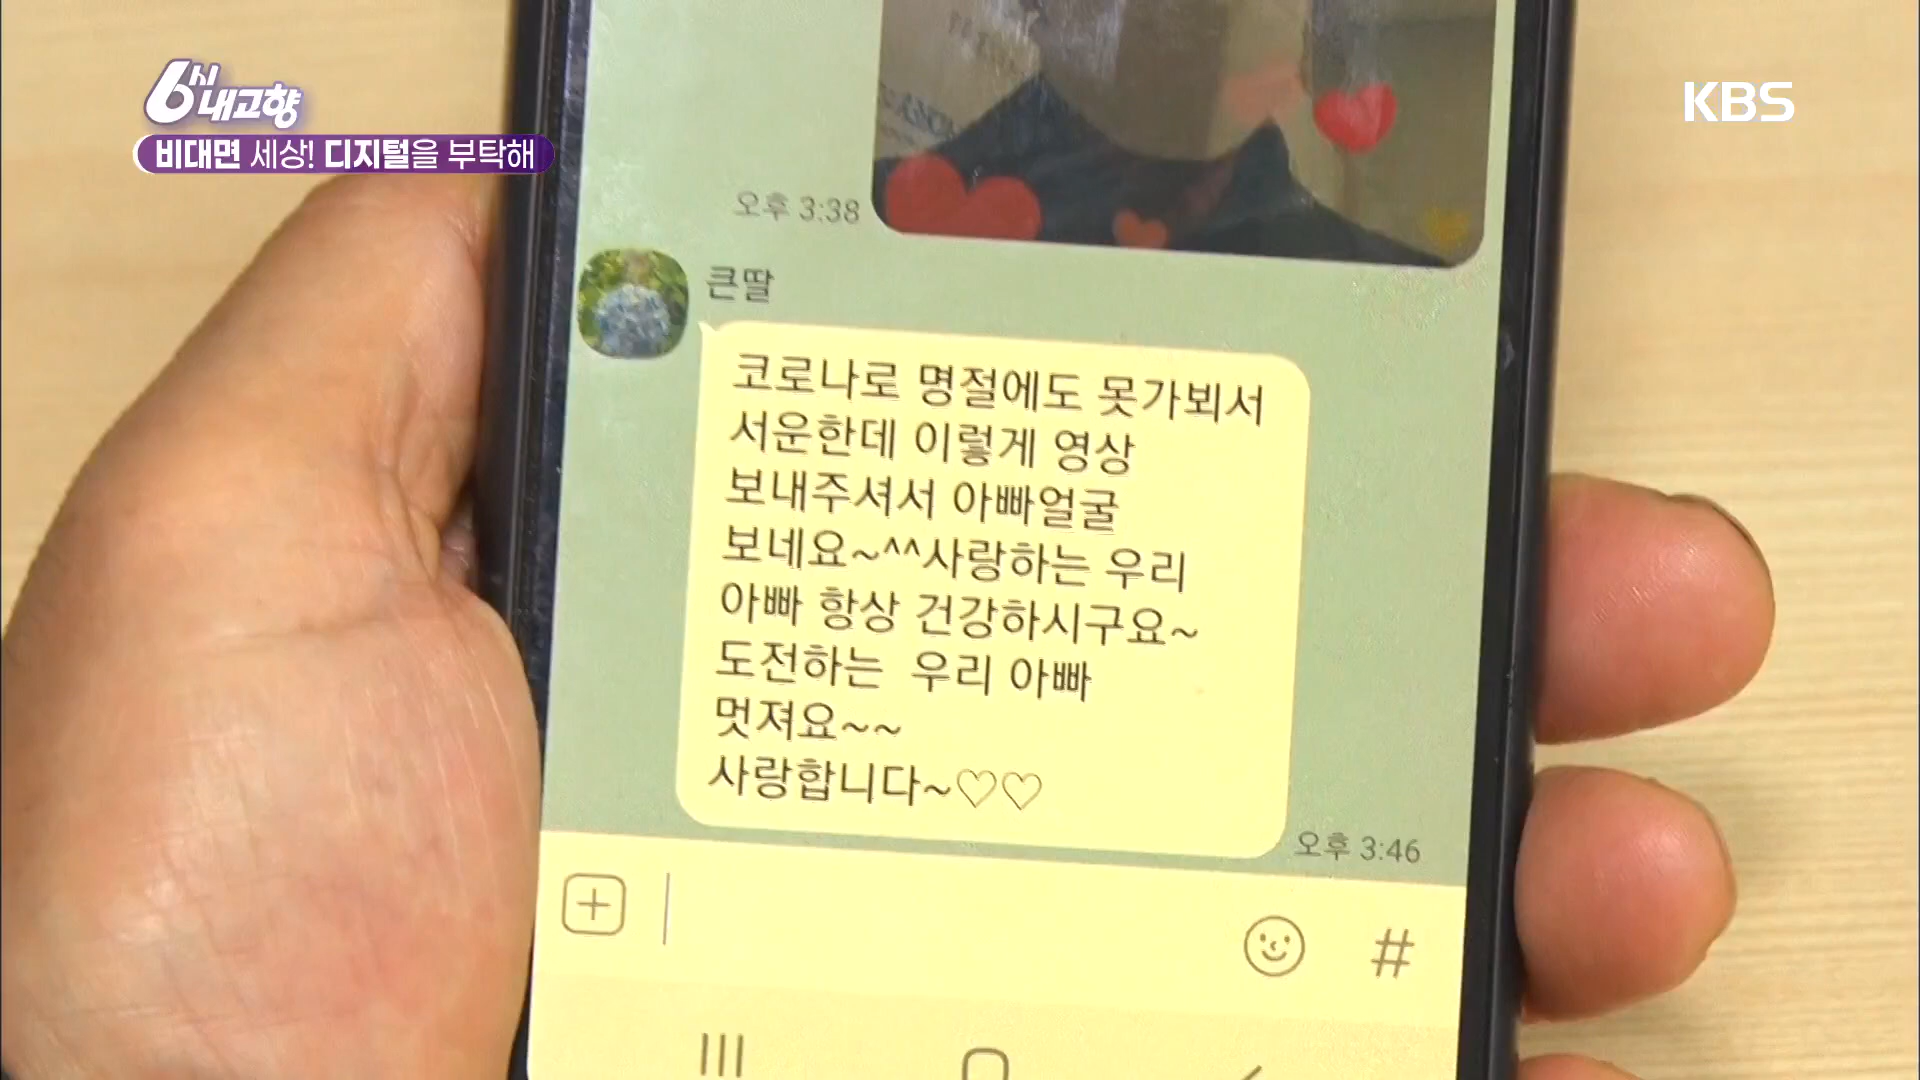 6시 내고향
비대면 세상! 디지털을 부탁해
KBS
오후 3:38
큰딸
코로나로 명절에도 못가뵈서
서운한데 이렇게 영상
보내주셔서 아빠얼굴
보네요~^^사랑하는 우리
아빠 항상 건강하시구요~
도전하는 우리 아빠
멋져요~~
사랑합니다~♡♡
오후 3:46
#